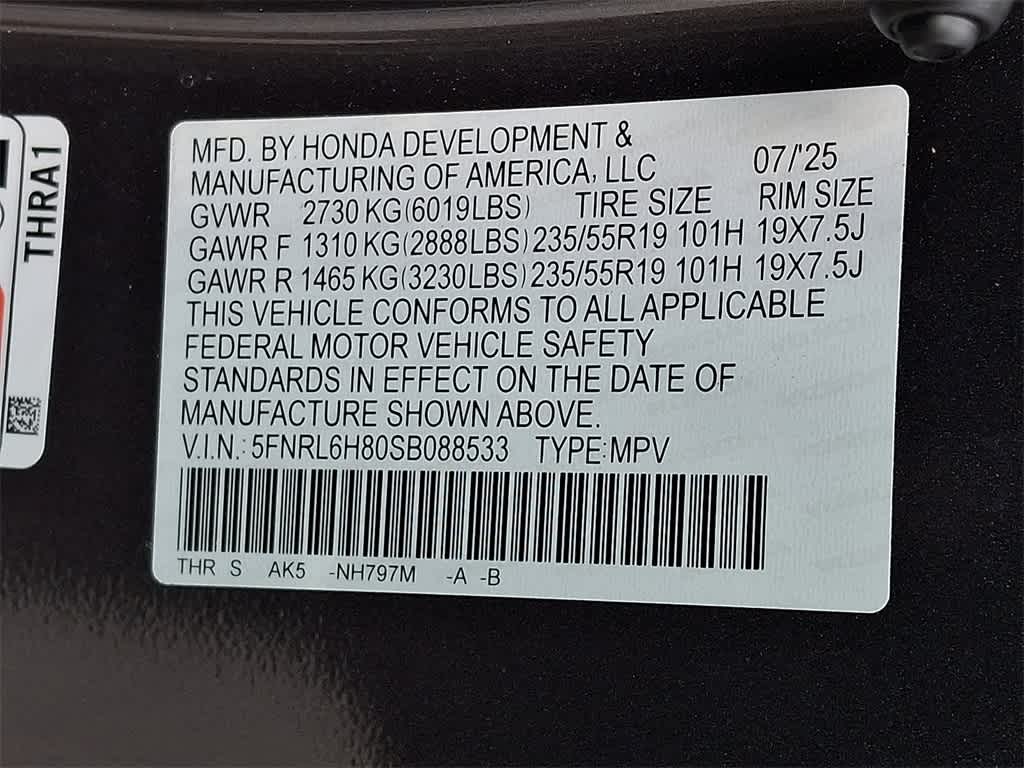 THRA1
MFD. BY HONDA DEVELOPMENT &
MANUFACTURING OF AMERICA, LLC 07/'25
GVWR 2730 KG(6019LBS) TIRE SIZE RIM SIZE
GAWR F 1310 KG(2888LBS) 235/55R19 101H 19X7.5J
GAWR R 1465 KG(3230LBS) 235/55R19 101H 19X7.5J
THIS VEHICLE CONFORMS TO ALL APPLICABLE
FEDERAL MOTOR VEHICLE SAFETY
STANDARDS IN EFFECT ON THE DATE OF
MANUFACTURE SHOWN ABOVE.
V.I.N.: 5FNRL6H80SB088533 TYPE:MPV
THR S AK5 -NH797M -A -B